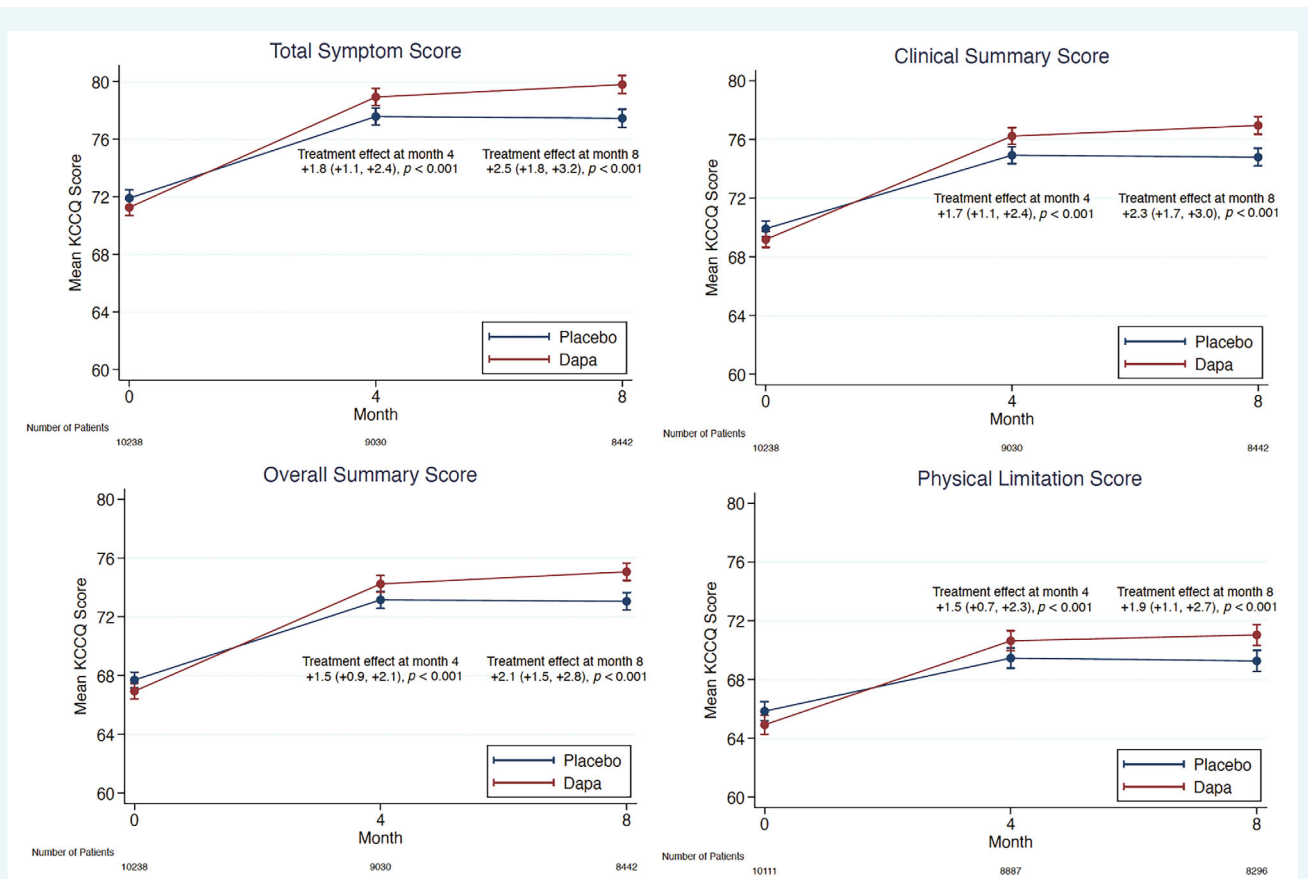 Total Symptom Score
Mean KCCQ Score
80
76
72
68
64
60
Treatment effect at month 4
+1.8 (+1.1, +2.4), p < 0.001
Treatment effect at month 8
+2.5 (+1.8, +3.2), p < 0.001
Placebo
Dapa
0 4 8
Month
Number of Patients
10238 9030 8442
Clinical Summary Score
Mean KCCQ Score
80
76
72
68
64
60
Treatment effect at month 4
+1.7 (+1.1, +2.4), p < 0.001
Treatment effect at month 8
+2.3 (+1.7, +3.0), p < 0.001
Placebo
Dapa
0 4 8
Month
Number of Patients
10238 9030 8442
Overall Summary Score
Mean KCCQ Score
80
76
72
68
64
60
Treatment effect at month 4
+1.5 (+0.9, +2.1), p < 0.001
Treatment effect at month 8
+2.1 (+1.5, +2.8), p < 0.001
Placebo
Dapa
0 4 8
Month
Number of Patients
10238 9030 8442
Physical Limitation Score
Mean KCCQ Score
80
76
72
68
64
60
Treatment effect at month 4
+1.5 (+0.7, +2.3), p < 0.001
Treatment effect at month 8
+1.9 (+1.1, +2.7), p < 0.001
Placebo
Dapa
0 4 8
Month
Number of Patients
10111 8887 8296